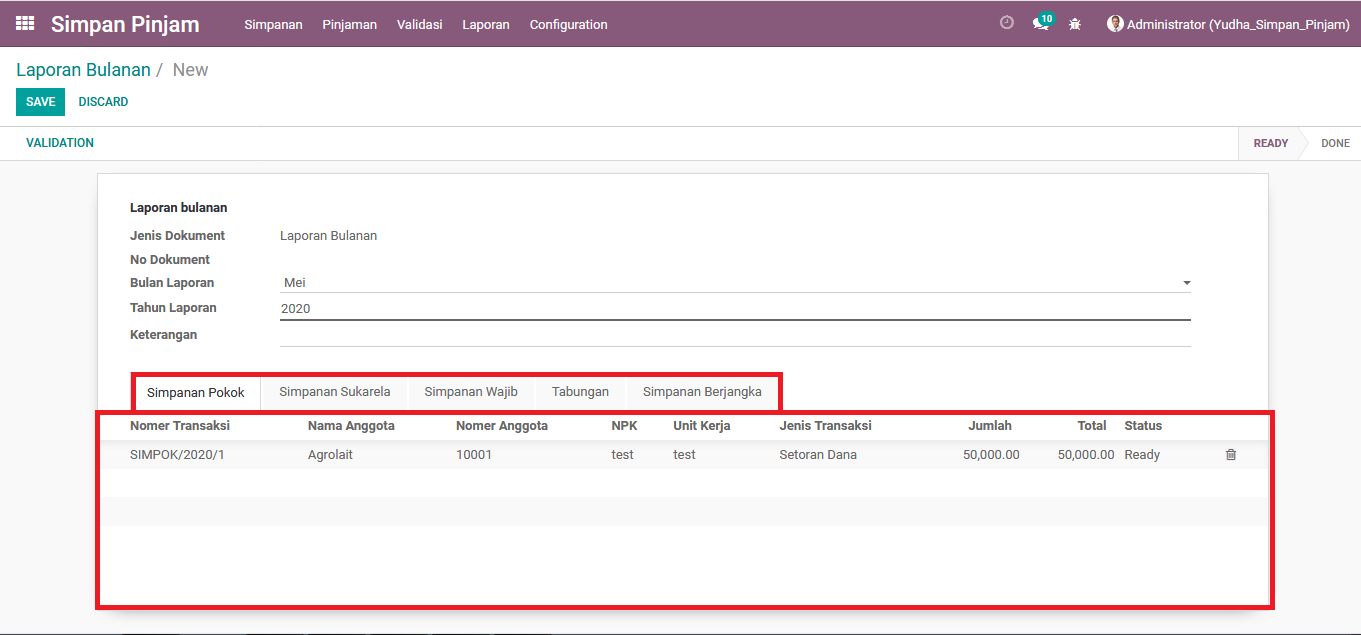 Simpan Pinjam Simpanan Pinjaman Validasi Laporan Configuration 10 Administrator (Yudha_Simpan_Pinjam)
Laporan Bulanan / New
SAVE DISCARD
VALIDATION READY DONE
Laporan bulanan
Jenis Dokument Laporan Bulanan
No Dokument
Bulan Laporan Mei
Tahun Laporan 2020
Keterangan
Simpanan Pokok Simpanan Sukarela Simpanan Wajib Tabungan Simpanan Berjangka
Nomer Transaksi Nama Anggota Nomer Anggota NPK Unit Kerja Jenis Transaksi Jumlah Total Status
SIMPOK/2020/1 Agrolait 10001 test test Setoran Dana 50,000.00 50,000.00 Ready